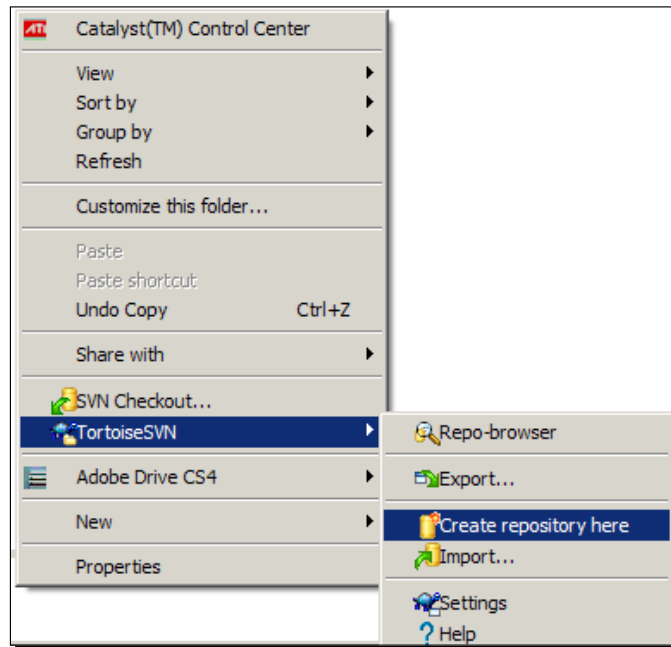 ATI Catalyst(TM) Control Center
View
Sort by
Group by
Refresh
Customize this folder...
Paste
Paste shortcut
Undo Copy Ctrl+Z
Share with
SVN Checkout...
TortoiseSVN
Adobe Drive CS4
New
Properties
Repo-browser
Export...
Create repository here
Import...
Settings
? Help